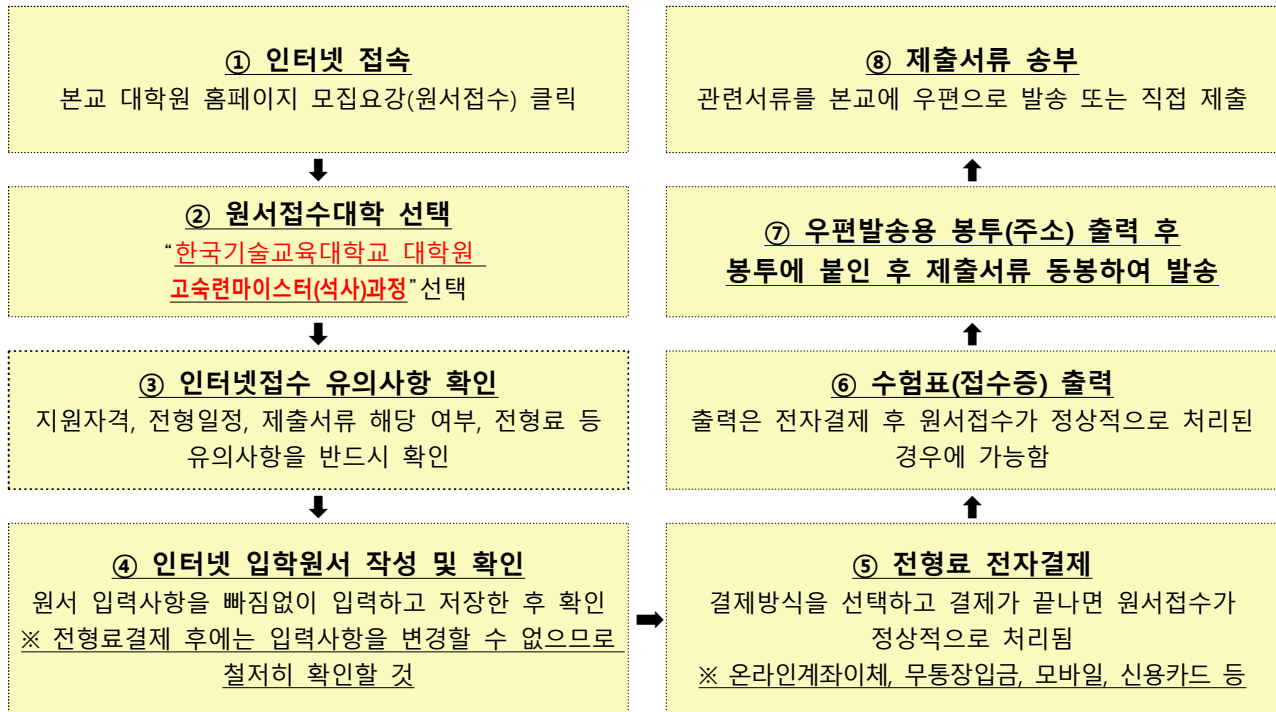 ① 인터넷 접속
본교 대학원 홈페이지 모집요강(원서접수) 클릭
② 원서접수대학 선택
“한국기술교육대학교 대학원
고숙련마이스터(석사)과정”선택
③ 인터넷접수 유의사항 확인
지원자격, 전형일정, 제출서류 해당 여부, 전형료 등
유의사항을 반드시 확인
④ 인터넷 입학원서 작성 및 확인
원서 입력사항을 빠짐없이 입력하고 저장한 후 확인
※ 전형료결제 후에는 입력사항을 변경할 수 없으므로
철저히 확인할 것
⑤ 전형료 전자결제
결제방식을 선택하고 결제가 끝나면 원서접수가
정상적으로 처리됨
※ 온라인계좌이체, 무통장입금, 모바일, 신용카드 등
⑥ 수험표(접수증) 출력
출력은 전자결제 후 원서접수가 정상적으로 처리된
경우에 가능함
⑦ 우편발송용 봉투(주소) 출력 후
봉투에 붙인 후 제출서류 동봉하여 발송
⑧ 제출서류 송부
관련서류를 본교에 우편으로 발송 또는 직접 제출